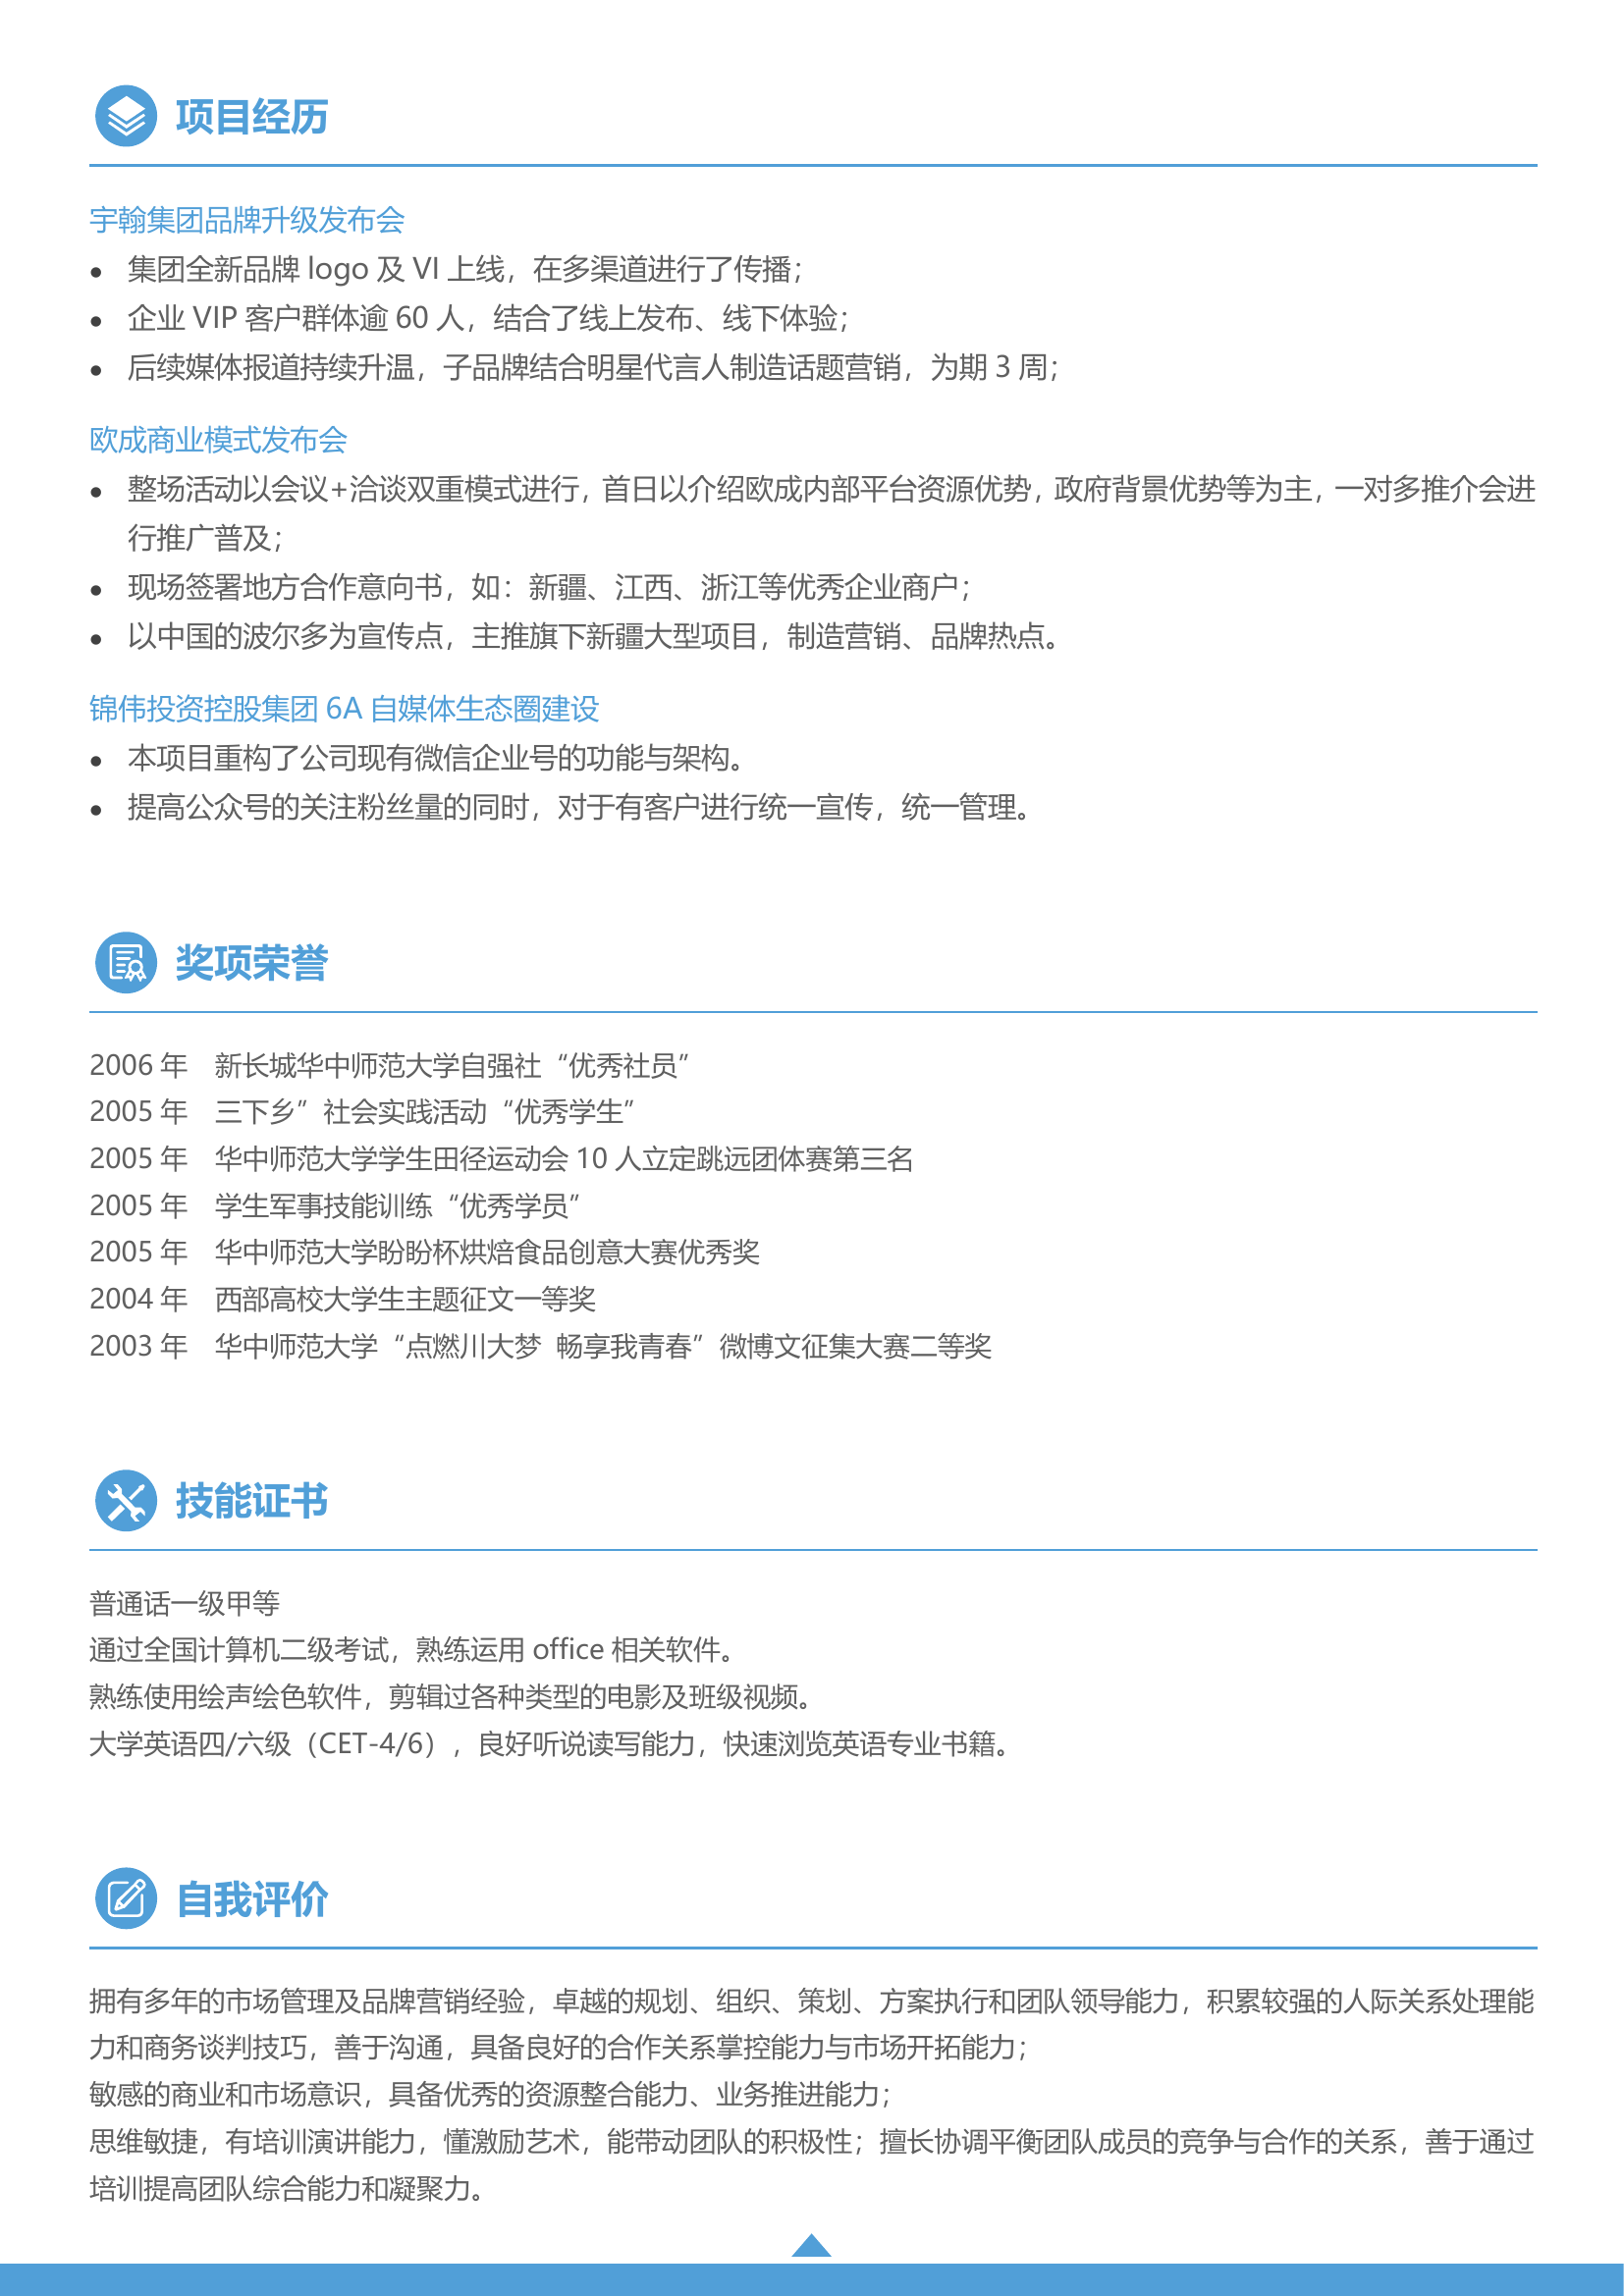 项目经历
宇翰集团品牌升级发布会
● 集团全新品牌 logo 及 VI 上线，在多渠道进行了传播；
● 企业 VIP 客户群体逾 60 人，结合了线上发布、线下体验；
● 后续媒体报道持续升温，子品牌结合明星代言人制造话题营销，为期 3 周；
欧成商业模式发布会
● 整场活动以会议+洽谈双重模式进行，首日以介绍欧成内部平台资源优势，政府背景优势等为主，一对多推介会进
行推广普及；
● 现场签署地方合作意向书，如：新疆、江西、浙江等优秀企业商户；
● 以中国的波尔多为宣传点，主推旗下新疆大型项目，制造营销、品牌热点。
锦伟投资控股集团 6A 自媒体生态圈建设
● 本项目重构了公司现有微信企业号的功能与架构。
● 提高公众号的关注粉丝量的同时，对于有客户进行统一宣传，统一管理。
奖项荣誉
2006 年 新长城华中师范大学自强社“优秀社员”
2005 年 三下乡”社会实践活动“优秀学生”
2005 年 华中师范大学学生田径运动会 10 人立定跳远团体赛第三名
2005 年 学生军事技能训练“优秀学员”
2005 年 华中师范大学盼盼杯烘焙食品创意大赛优秀奖
2004 年 西部高校大学生主题征文一等奖
2003 年 华中师范大学“点燃川大梦 畅享我青春”微博文征集大赛二等奖
技能证书
普通话一级甲等
通过全国计算机二级考试，熟练运用 office 相关软件。
熟练使用绘声绘色软件，剪辑过各种类型的电影及班级视频。
大学英语四/六级（CET-4/6），良好听说读写能力，快速浏览英语专业书籍。
自我评价
拥有多年的市场管理及品牌营销经验，卓越的规划、组织、策划、方案执行和团队领导能力，积累较强的人际关系处理能
力和商务谈判技巧，善于沟通，具备良好的合作关系掌控能力与市场开拓能力；
敏感的商业和市场意识，具备优秀的资源整合能力、业务推进能力；
思维敏捷，有培训演讲能力，懂激励艺术，能带动团队的积极性；擅长协调平衡团队成员的竞争与合作的关系，善于通过
培训提高团队综合能力和凝聚力。